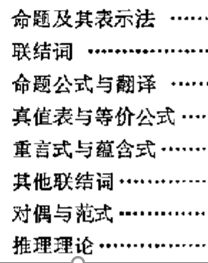 命题及其表示法 ······
联结词 ···············
命题公式与翻译 ······
真值表与等价公式 ····
重言式与蕴含式 ······
其他联结词 ············
对偶与范式 ············
推理理论 ···············